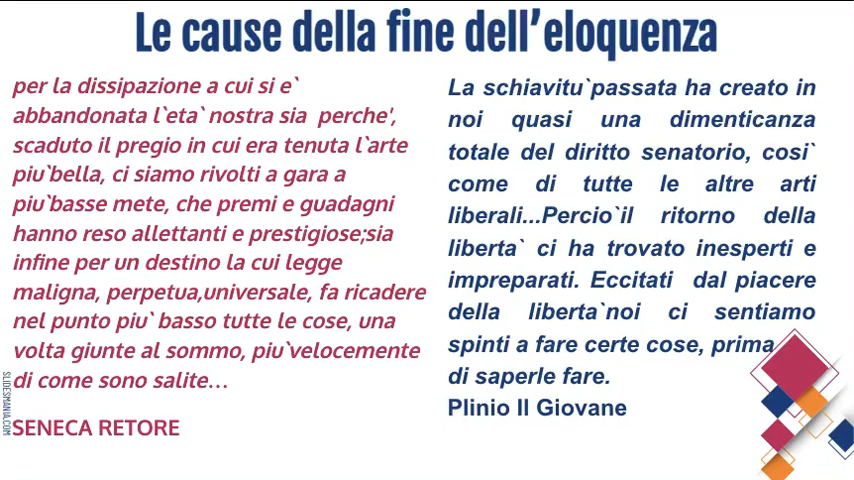 Le cause della fine dell'eloquenza
per la dissipazione a cui si e`
abbandonata l`eta` nostra sia  perche',
scaduto il pregio in cui era tenuta l`arte
piu`bella, ci siamo rivolti a gara a
piu`basse mete, che premi e guadagni
hanno reso allettanti e prestigiose;sia
infine per un destino la cui legge
maligna, perpetua,universale, fa ricadere
nel punto piu` basso tutte le cose, una
volta giunte al sommo, piu`velocemente
di come sono salite...
SENECA RETORE
La schiavitu`passata ha creato in
noi quasi una dimenticanza
totale del diritto senatorio, cosi`
come di tutte le altre arti
liberali...Percio`il ritorno della
liberta` ci ha trovato inesperti e
impreparati. Eccitati  dal piacere
della liberta`noi ci sentiamo
spinti a fare certe cose, prima
di saperle fare.
Plinio Il Giovane
SLIDESMANIA.COM